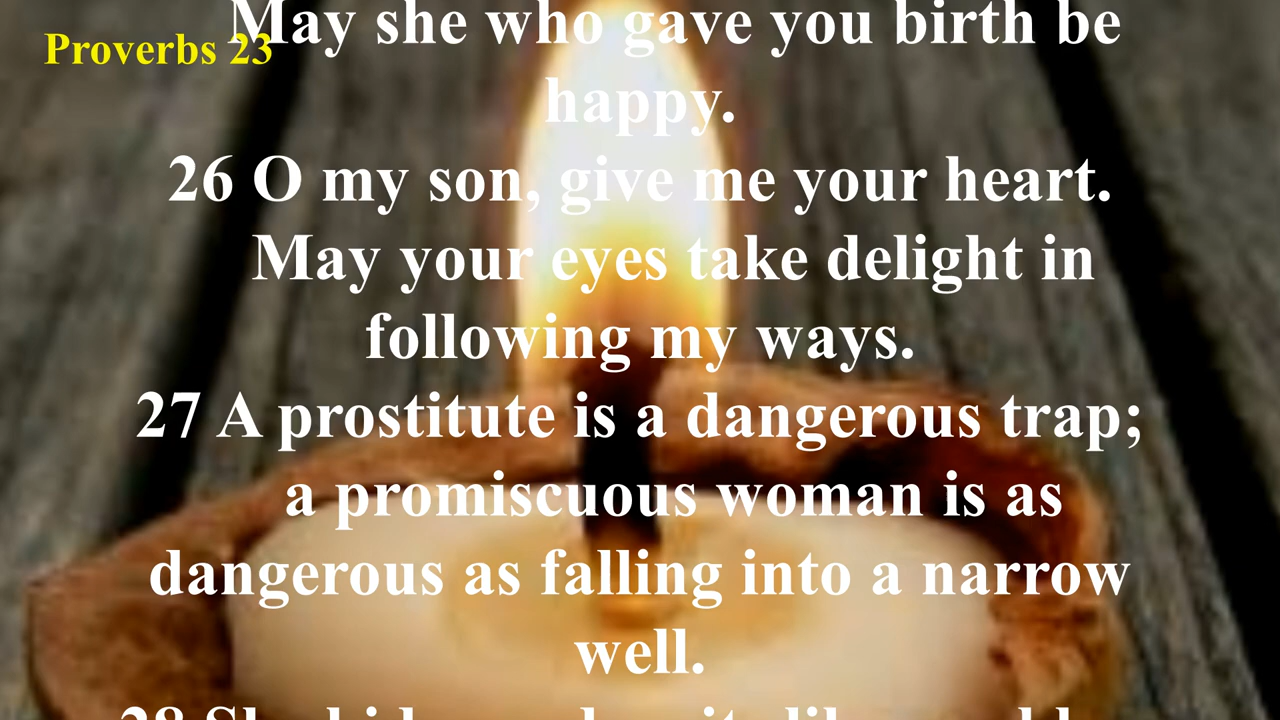 Proverbs 23
May she who gave you birth be
happy.
26 O my son, give me your heart.
May your eyes take delight in
following my ways.
27 A prostitute is a dangerous trap;
a promiscuous woman is as
dangerous as falling into a narrow
well.
28